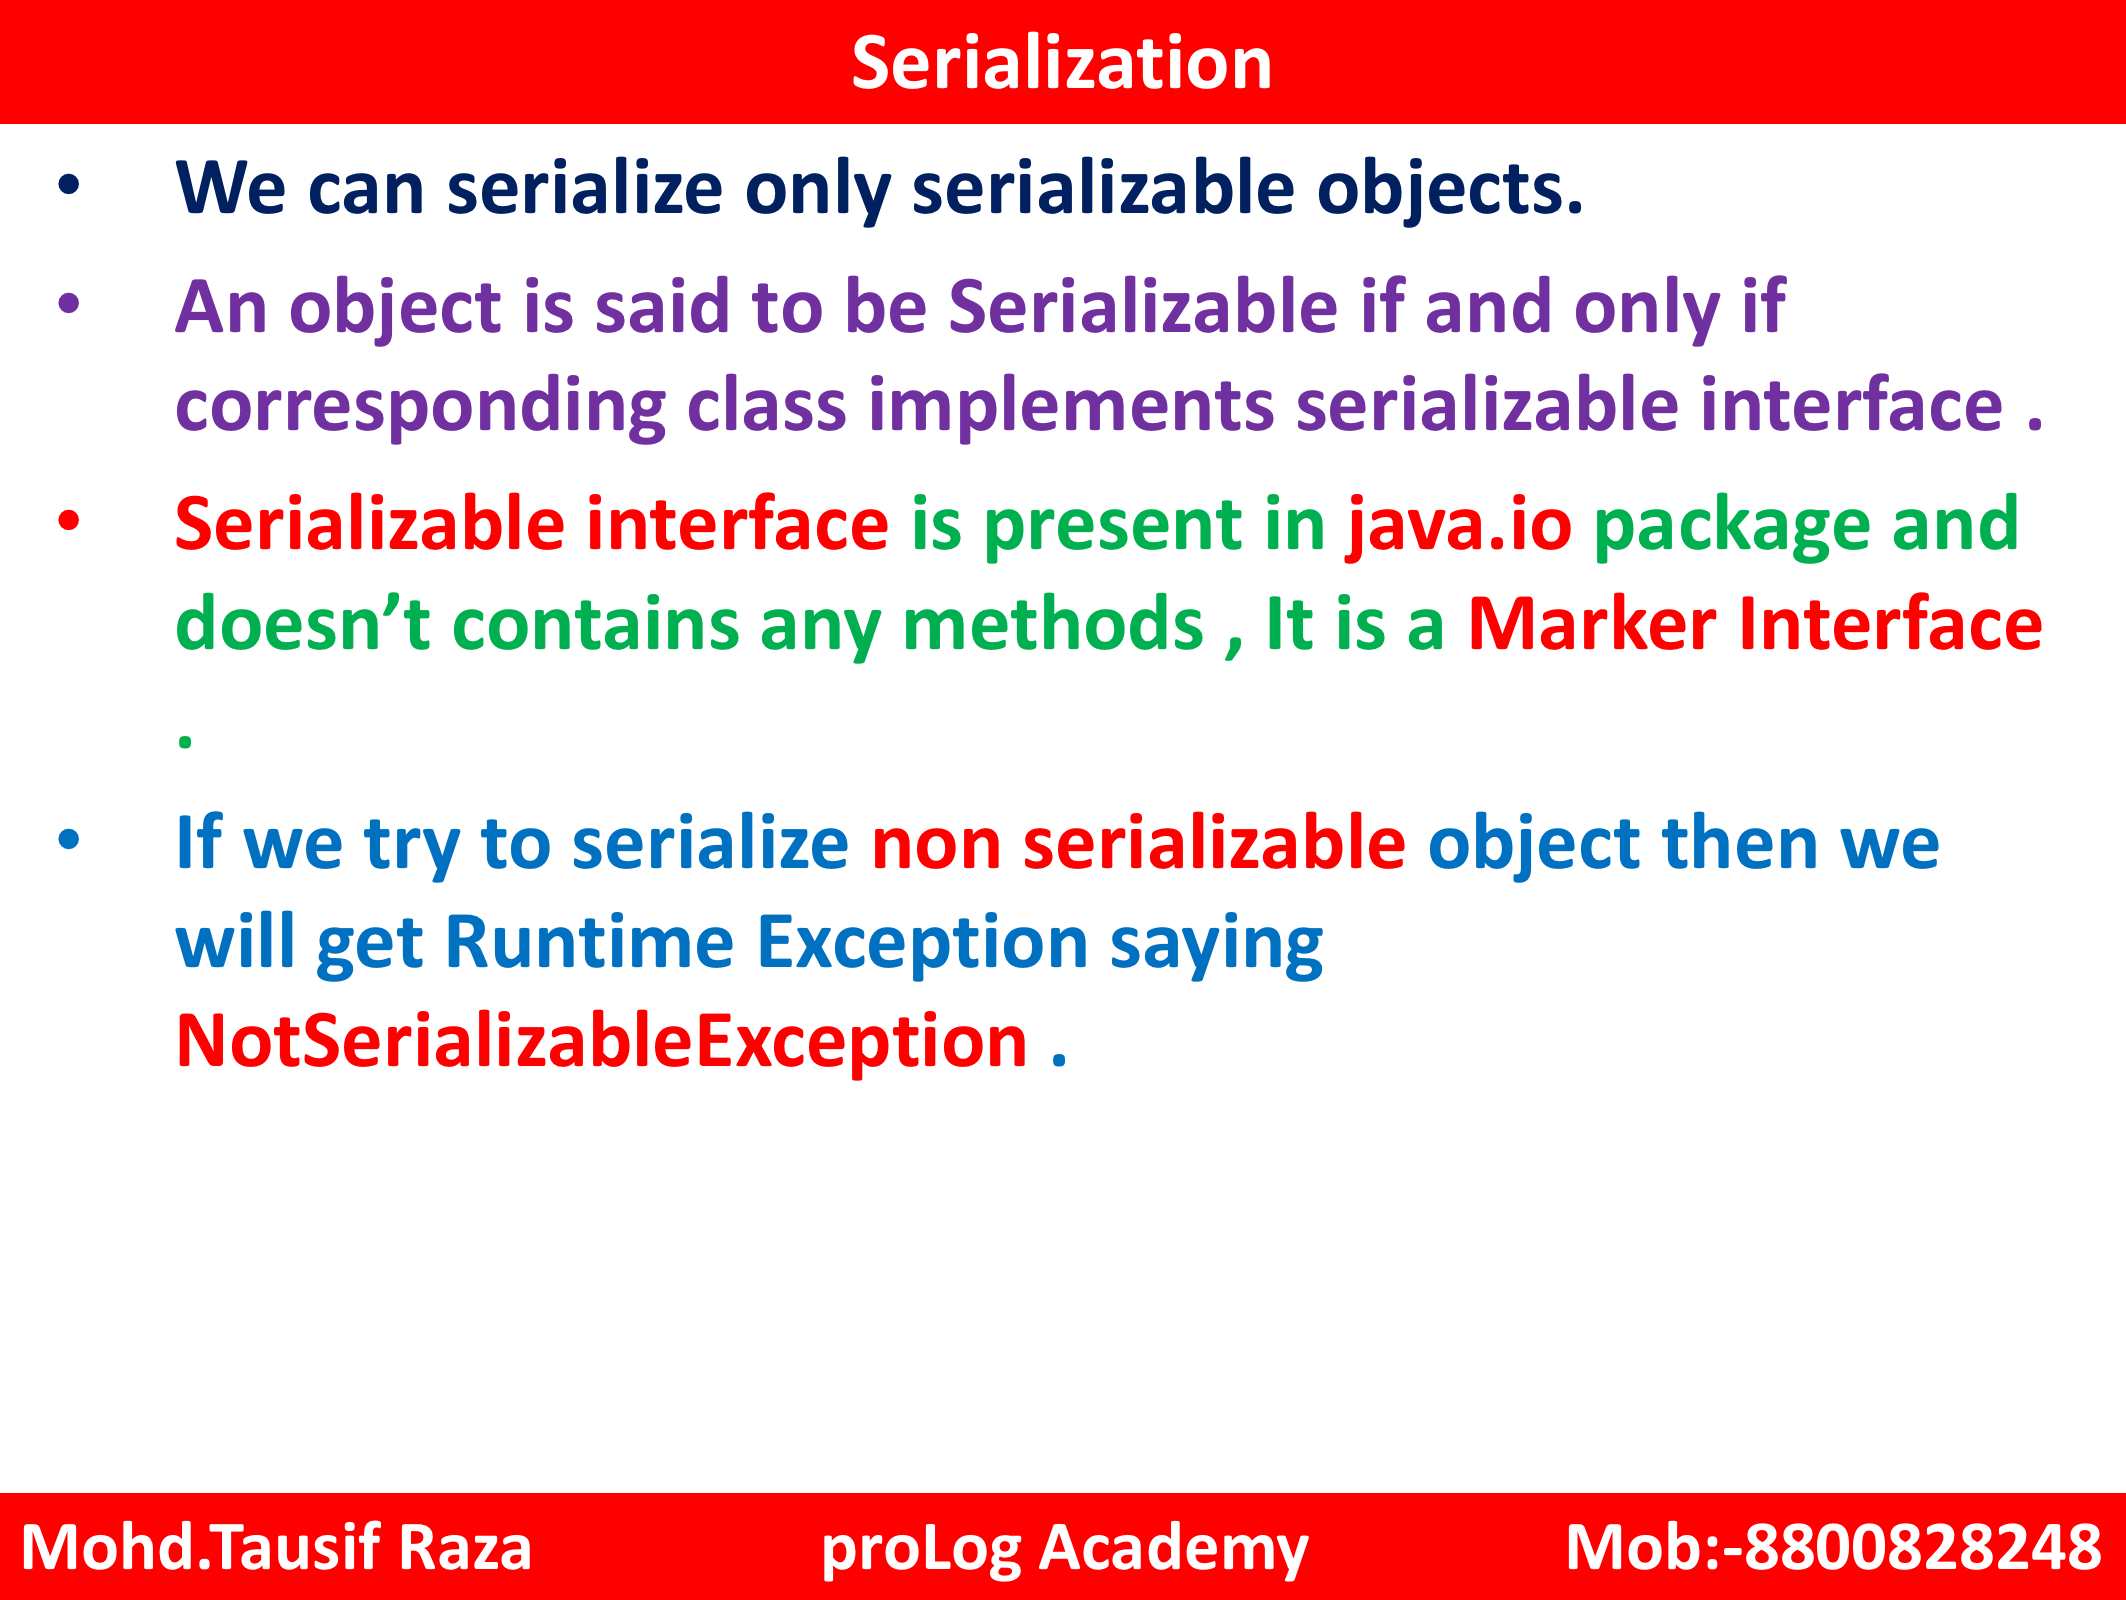 Serialization
• We can serialize only serializable objects.
• An object is said to be Serializable if and only if
corresponding class implements serializable interface .
• Serializable interface is present in java.io package and
doesn’t contains any methods , It is a Marker Interface
.
• If we try to serialize non serializable object then we
will get Runtime Exception saying
NotSerializableException .
Mohd.Tausif Raza proLog Academy Mob:-8800828248